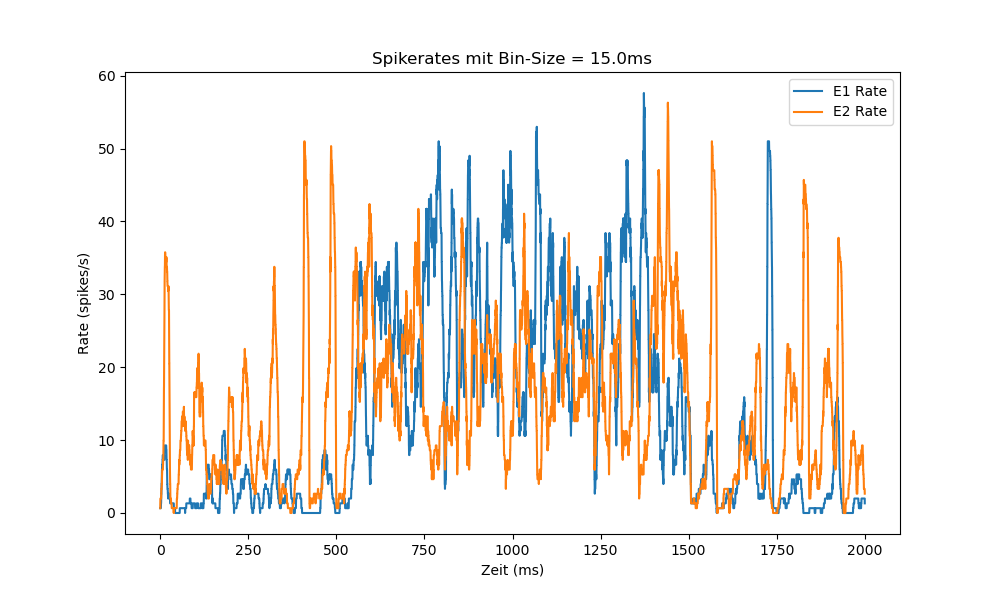 Spikerates mit Bin-Size = 15.0ms
E1 Rate
E2 Rate
60
50
40
30
20
10
0
Rate (spikes/s)
0 250 500 750 1000 1250 1500 1750 2000
Zeit (ms)